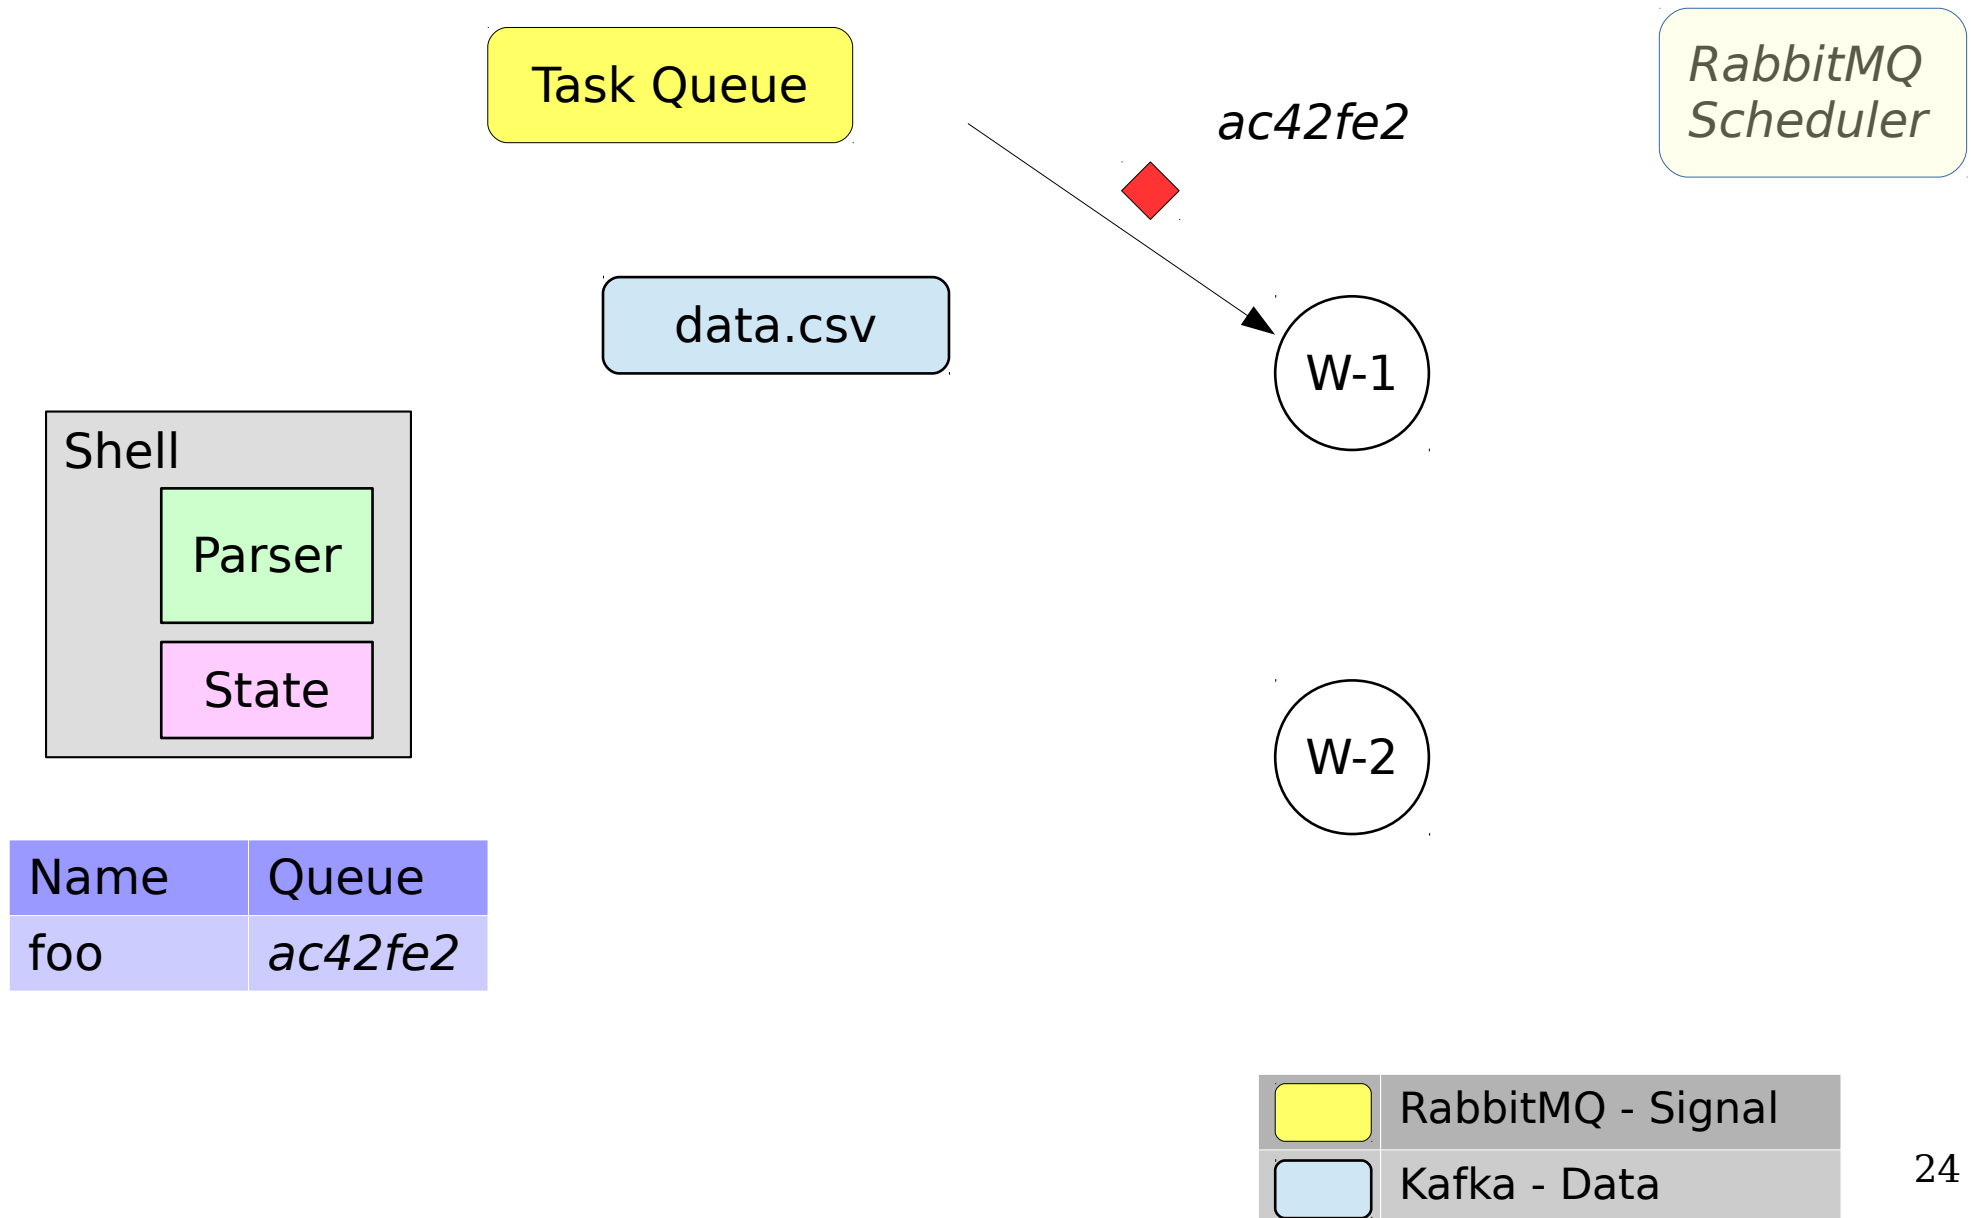 Task Queue
RabbitMQ
Scheduler
ac42fe2
data.csv
W-1
Shell
Parser
State
W-2
Name Queue
foo ac42fe2
RabbitMQ - Signal
Kafka - Data
24